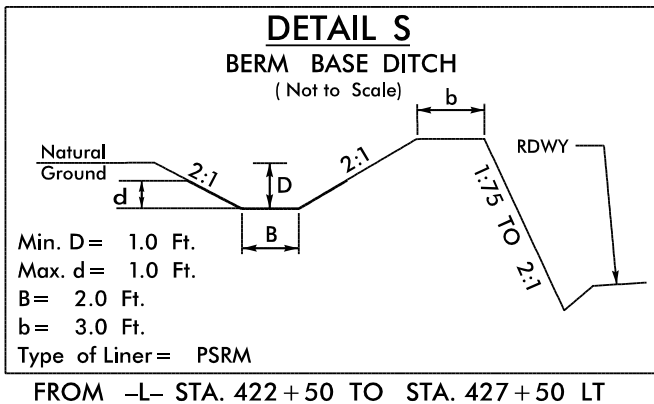 DETAIL S
BERM BASE DITCH
( Not to Scale)
b
Natural
Ground
2:1
D
2:1
RDWY
d
1:75 TO 2:1
B
Min. D= 1.0 Ft.
Max. d= 1.0 Ft.
B= 2.0 Ft.
b= 3.0 Ft.
Type of Liner= PSRM
FROM -L- STA. 422+50 TO STA. 427+50 LT